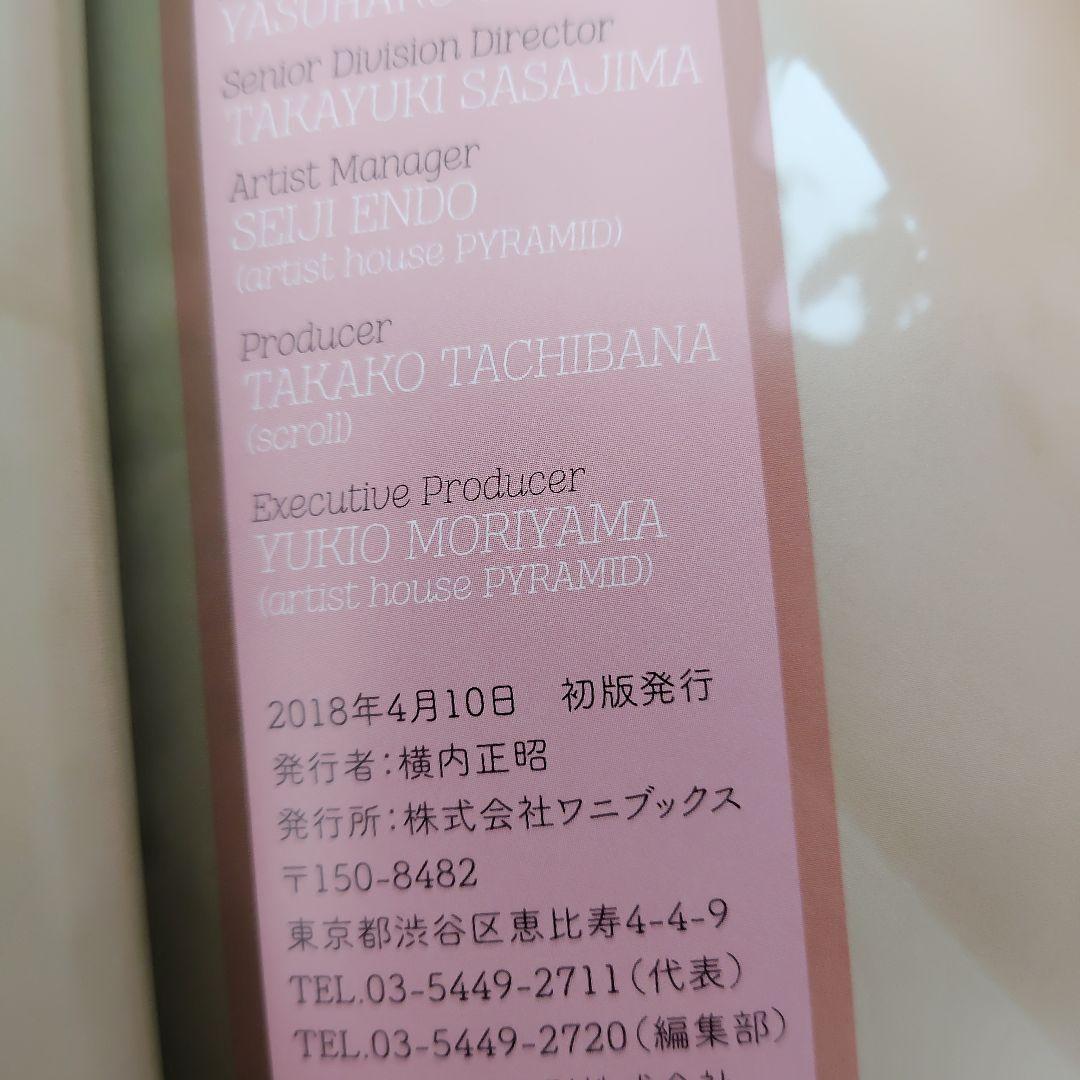 YASUHARU
Senior Division Director
TAKAYUKI SASAJIMA
Artist Manager
SEIJI ENDO
(artist house PYRAMID)
Producer
TAKAKO TACHIBANA
(scroll)
Executive Producer
YUKIO MORIYAMA
(artist house PYRAMID)
2018年4月10日　初版発行
発行者：横内正昭
発行所：株式会社ワニブックス
〒150-8482
東京都渋谷区恵比寿4-4-9
TEL.03-5449-2711（代表）
TEL.03-5449-2720（編集部）